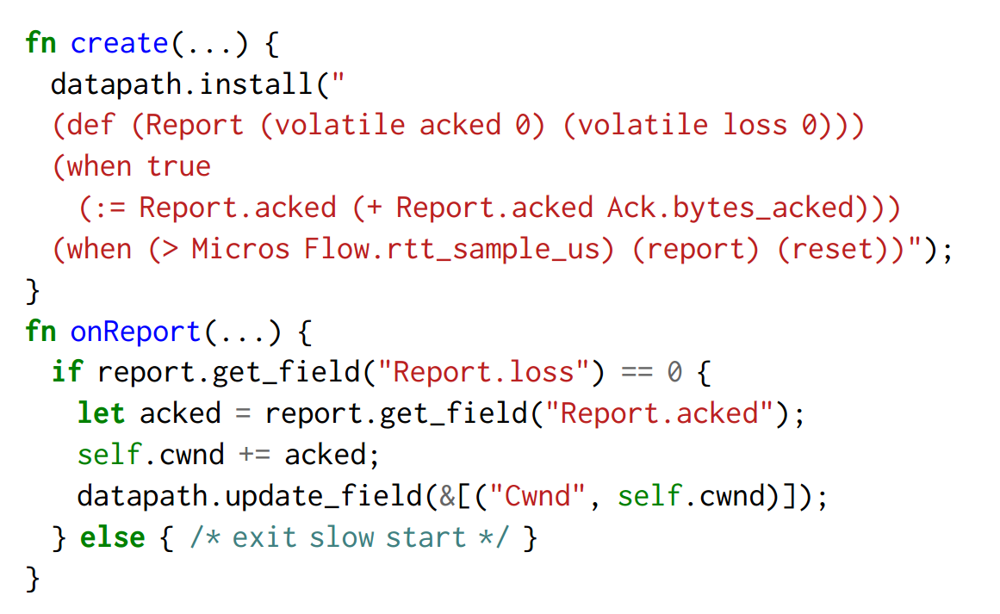 fn create(...) {
datapath.install("
(def (Report (volatile acked 0) (volatile loss 0)))
(when true
(:= Report.acked (+ Report.acked Ack.bytes_acked)))
(when (> Micros Flow.rtt_sample_us) (report) (reset))");
}
fn onReport(...) {
if report.get_field("Report.loss") == 0 {
let acked = report.get_field("Report.acked");
self.cwnd += acked;
datapath.update_field(&[("Cwnd", self.cwnd)]);
} else { /* exit slow start */ }
}